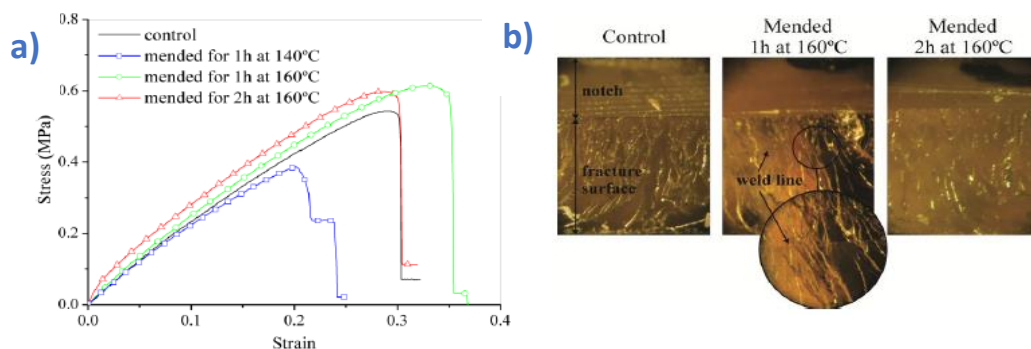 a)
0.8
0.6
0.4
0.2
0.0
0.0
0.1
0.2
0.3
0.4
Stress (MPa)
Strain
control
mended for 1h at 140°C
mended for 1h at 160°C
mended for 2h at 160°C
b)
Control
Mended
1h at 160°C
Mended
2h at 160°C
notch
fracture
surface
weld line